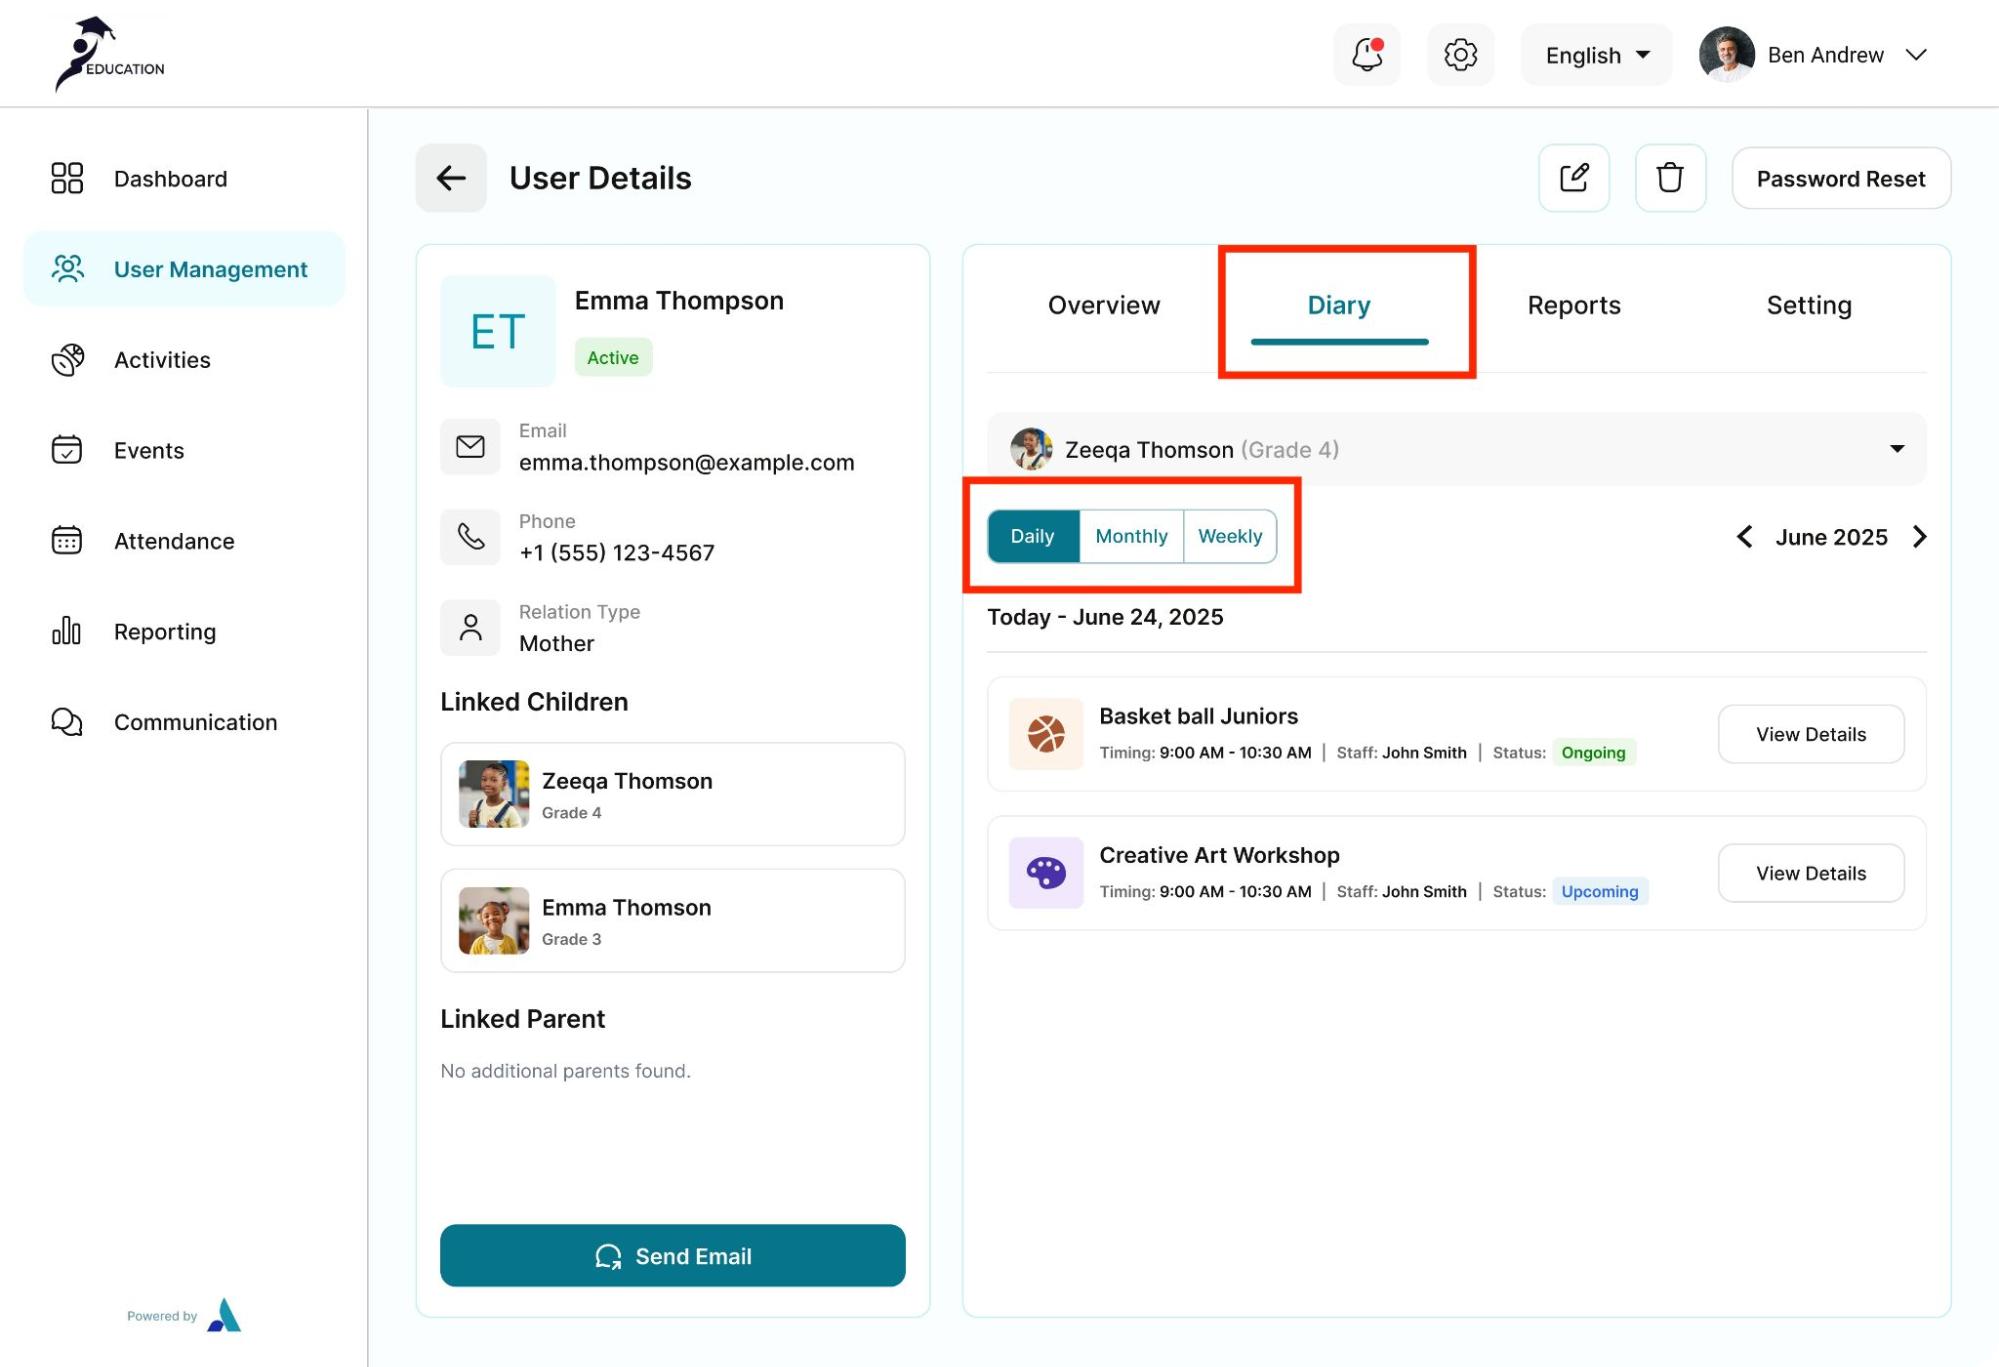 EDUCATION
English
Ben Andrew
Dashboard
User Management
Activities
Events
Attendance
Reporting
Communication
Powered by
User Details
Password Reset
ET
Emma Thompson
Active
Email
emma.thompson@example.com
Phone
+1 (555) 123-4567
Relation Type
Mother
Linked Children
Zeeqa Thomson
Grade 4
Emma Thomson
Grade 3
Linked Parent
No additional parents found.
Send Email
Overview Diary Reports Setting
Zeeqa Thomson (Grade 4)
Daily Monthly Weekly
June 2025
Today - June 24, 2025
Basket ball Juniors
Timing: 9:00 AM - 10:30 AM | Staff: John Smith | Status: Ongoing
View Details
Creative Art Workshop
Timing: 9:00 AM - 10:30 AM | Staff: John Smith | Status: Upcoming
View Details